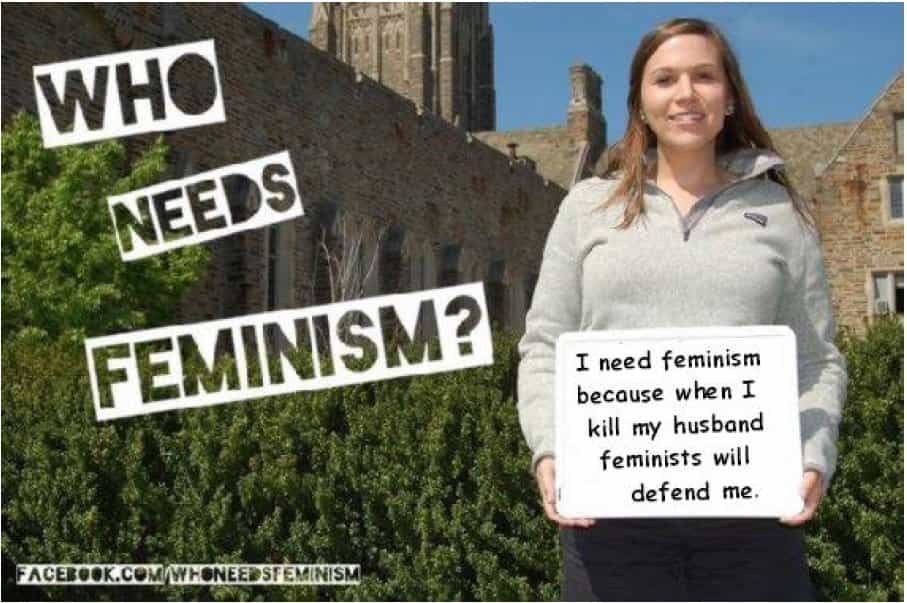 WHO
NEEDS
FEMINISM?
I need feminism
because when I
kill my husband
feminists will
defend me.
FACEBOOK.COM/WHONEEDSFEMINISM